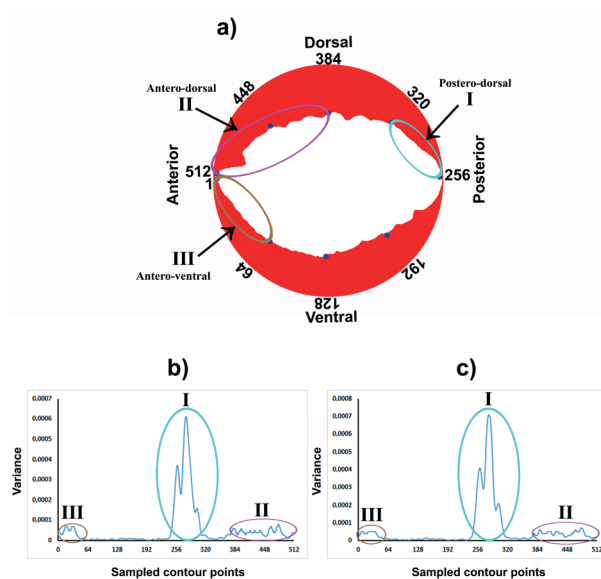 a)
Dorsal
384
Antero-dorsal
II
448
320
Postero-dorsal
I
Anterior
512
1
256
Posterior
III
Antero-ventral
64
192
128
Ventral
b)
I
0,0007
0,0006
0,0005
0,0004
0,0003
0,0002
0,0001
0
Variance
III
II
0 64 128 192 256 320 384 448 512
Sampled contour points
c)
I
0,0008
0,0007
0,0006
0,0005
0,0004
0,0003
0,0002
0,0001
0
Variance
III
II
0 64 128 192 256 320 384 448 512
Sampled contour points